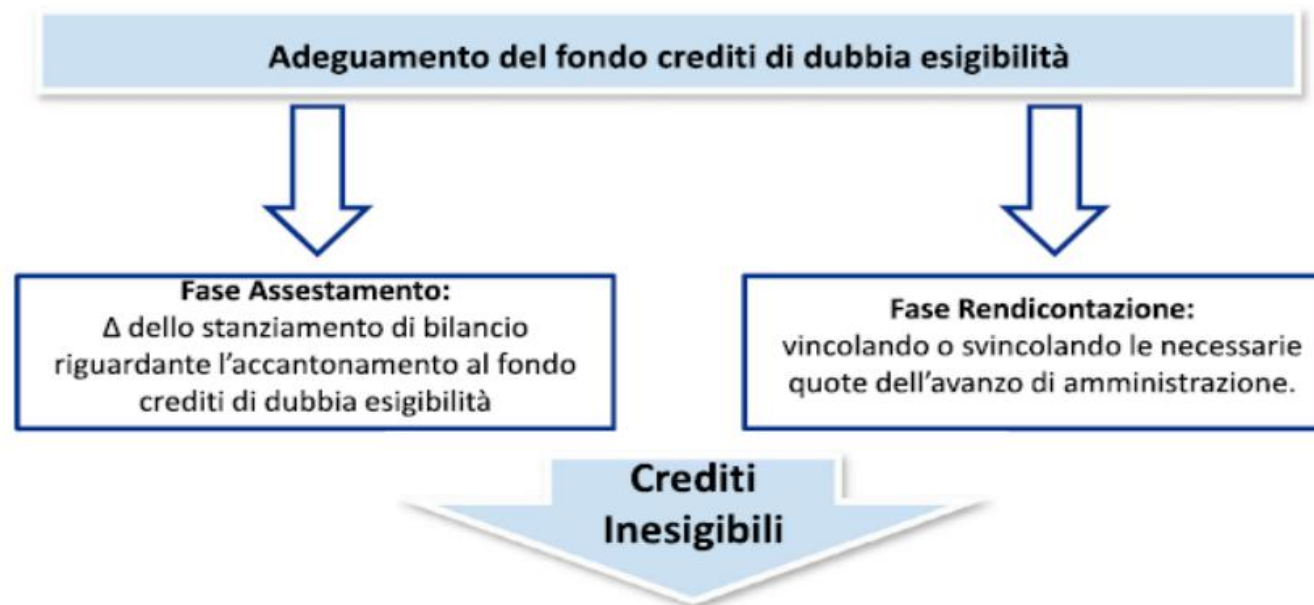 Adeguamento del fondo crediti di dubbia esigibilità
Fase Assestamento:
Δ dello stanziamento di bilancio
riguardante l'accantonamento al fondo
crediti di dubbia esigibilità
Fase Rendicontazione:
vincolando o svincolando le necessarie
quote dell'avanzo di amministrazione.
Crediti
Inesigibili